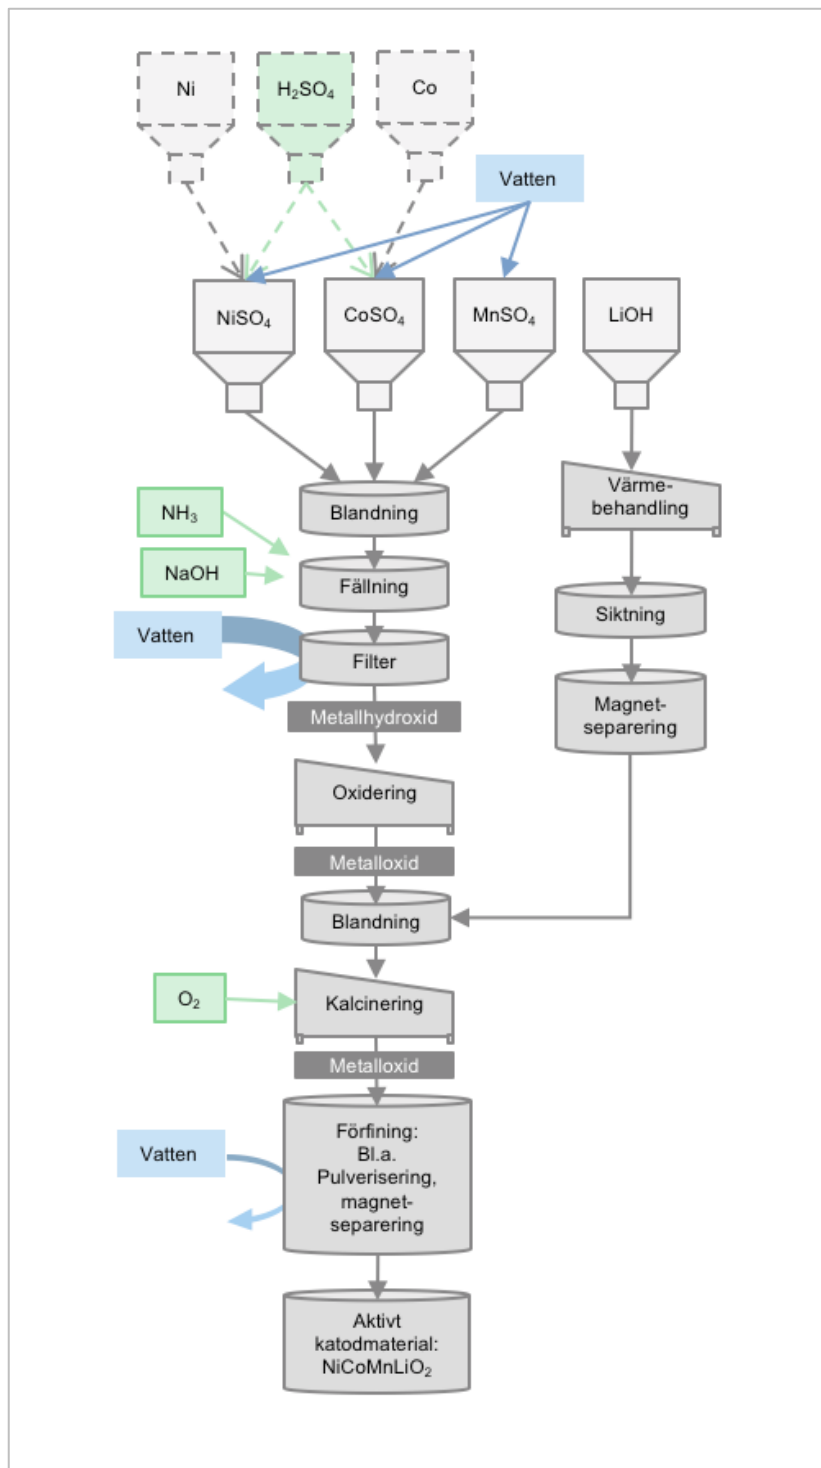 Ni
H₂SO₄
Co
Vatten
NiSO₄
CoSO₄
MnSO₄
LiOH
Värme-
behandling
Blandning
NH₃
NaOH
Fällning
Siktning
Vatten
Filter
Metallhydroxid
Magnet-
separering
Oxidering
Metalloxid
Blandning
O₂
Kalcinering
Metalloxid
Förfining:
Bl.a.
Pulverisering,
magnet-
separering
Vatten
Aktivt
katodmaterial:
NiCoMnLiO₂